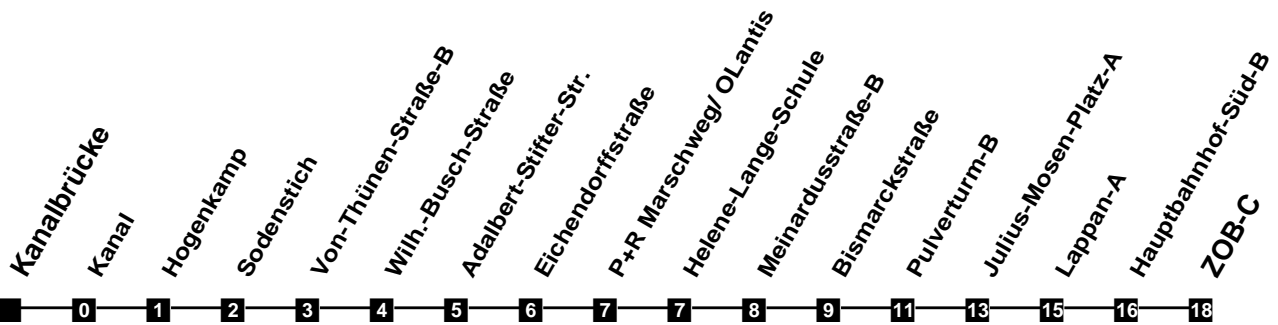 Kanalbrücke
Kanal
Hogenkamp
Sodenstich
Von-Thünen-Straße-B
Wilh.-Busch-Straße
Adalbert-Stifter-Str.
Eichendorffstraße
P+R Marschweg/ OLantis
Helene-Lange-Schule
Meinardusstraße-B
Bismarckstraße
Pulverturm-B
Julius-Mosen-Platz-A
Lappan-A
Hauptbahnhof-Süd-B
ZOB-C
0 1 2 3 4 5 6 7 7 8 9 11 13 15 16 18